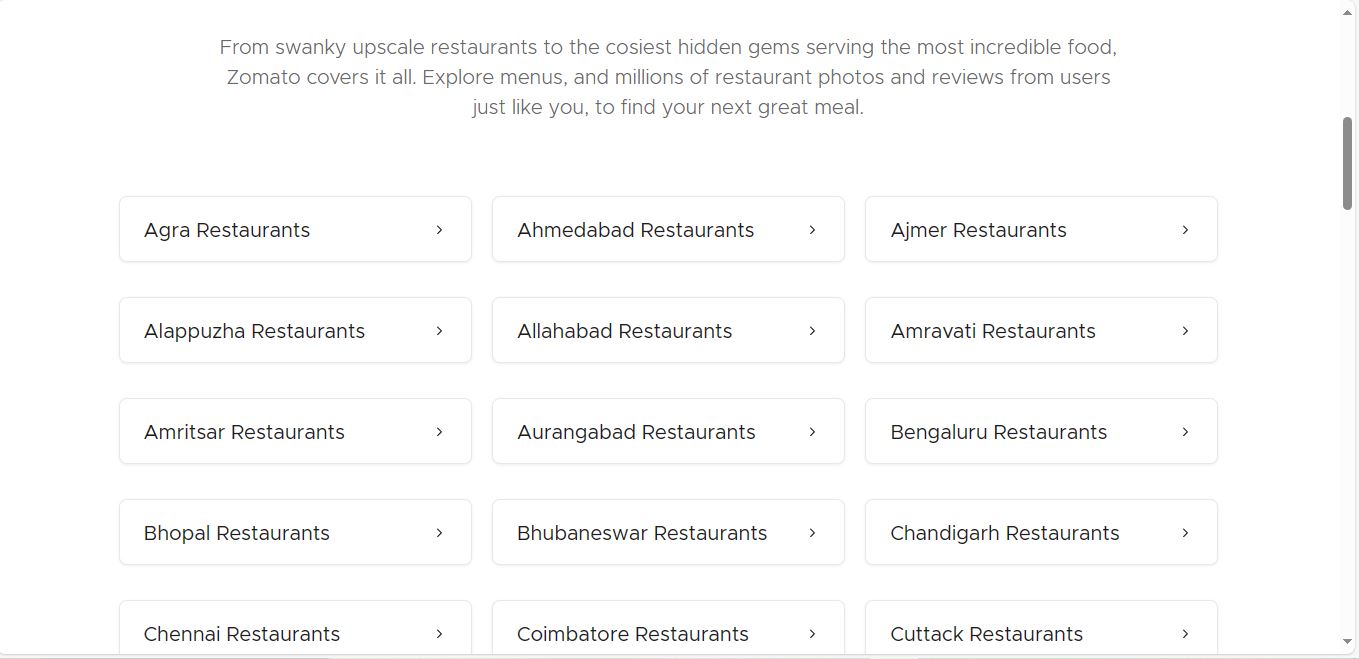 From swanky upscale restaurants to the cosiest hidden gems serving the most incredible food,
Zomato covers it all. Explore menus, and millions of restaurant photos and reviews from users
just like you, to find your next great meal.
Agra Restaurants
Ahmedabad Restaurants
Ajmer Restaurants
Alappuzha Restaurants
Allahabad Restaurants
Amravati Restaurants
Amritsar Restaurants
Aurangabad Restaurants
Bengaluru Restaurants
Bhopal Restaurants
Bhubaneswar Restaurants
Chandigarh Restaurants
Chennai Restaurants
Coimbatore Restaurants
Cuttack Restaurants